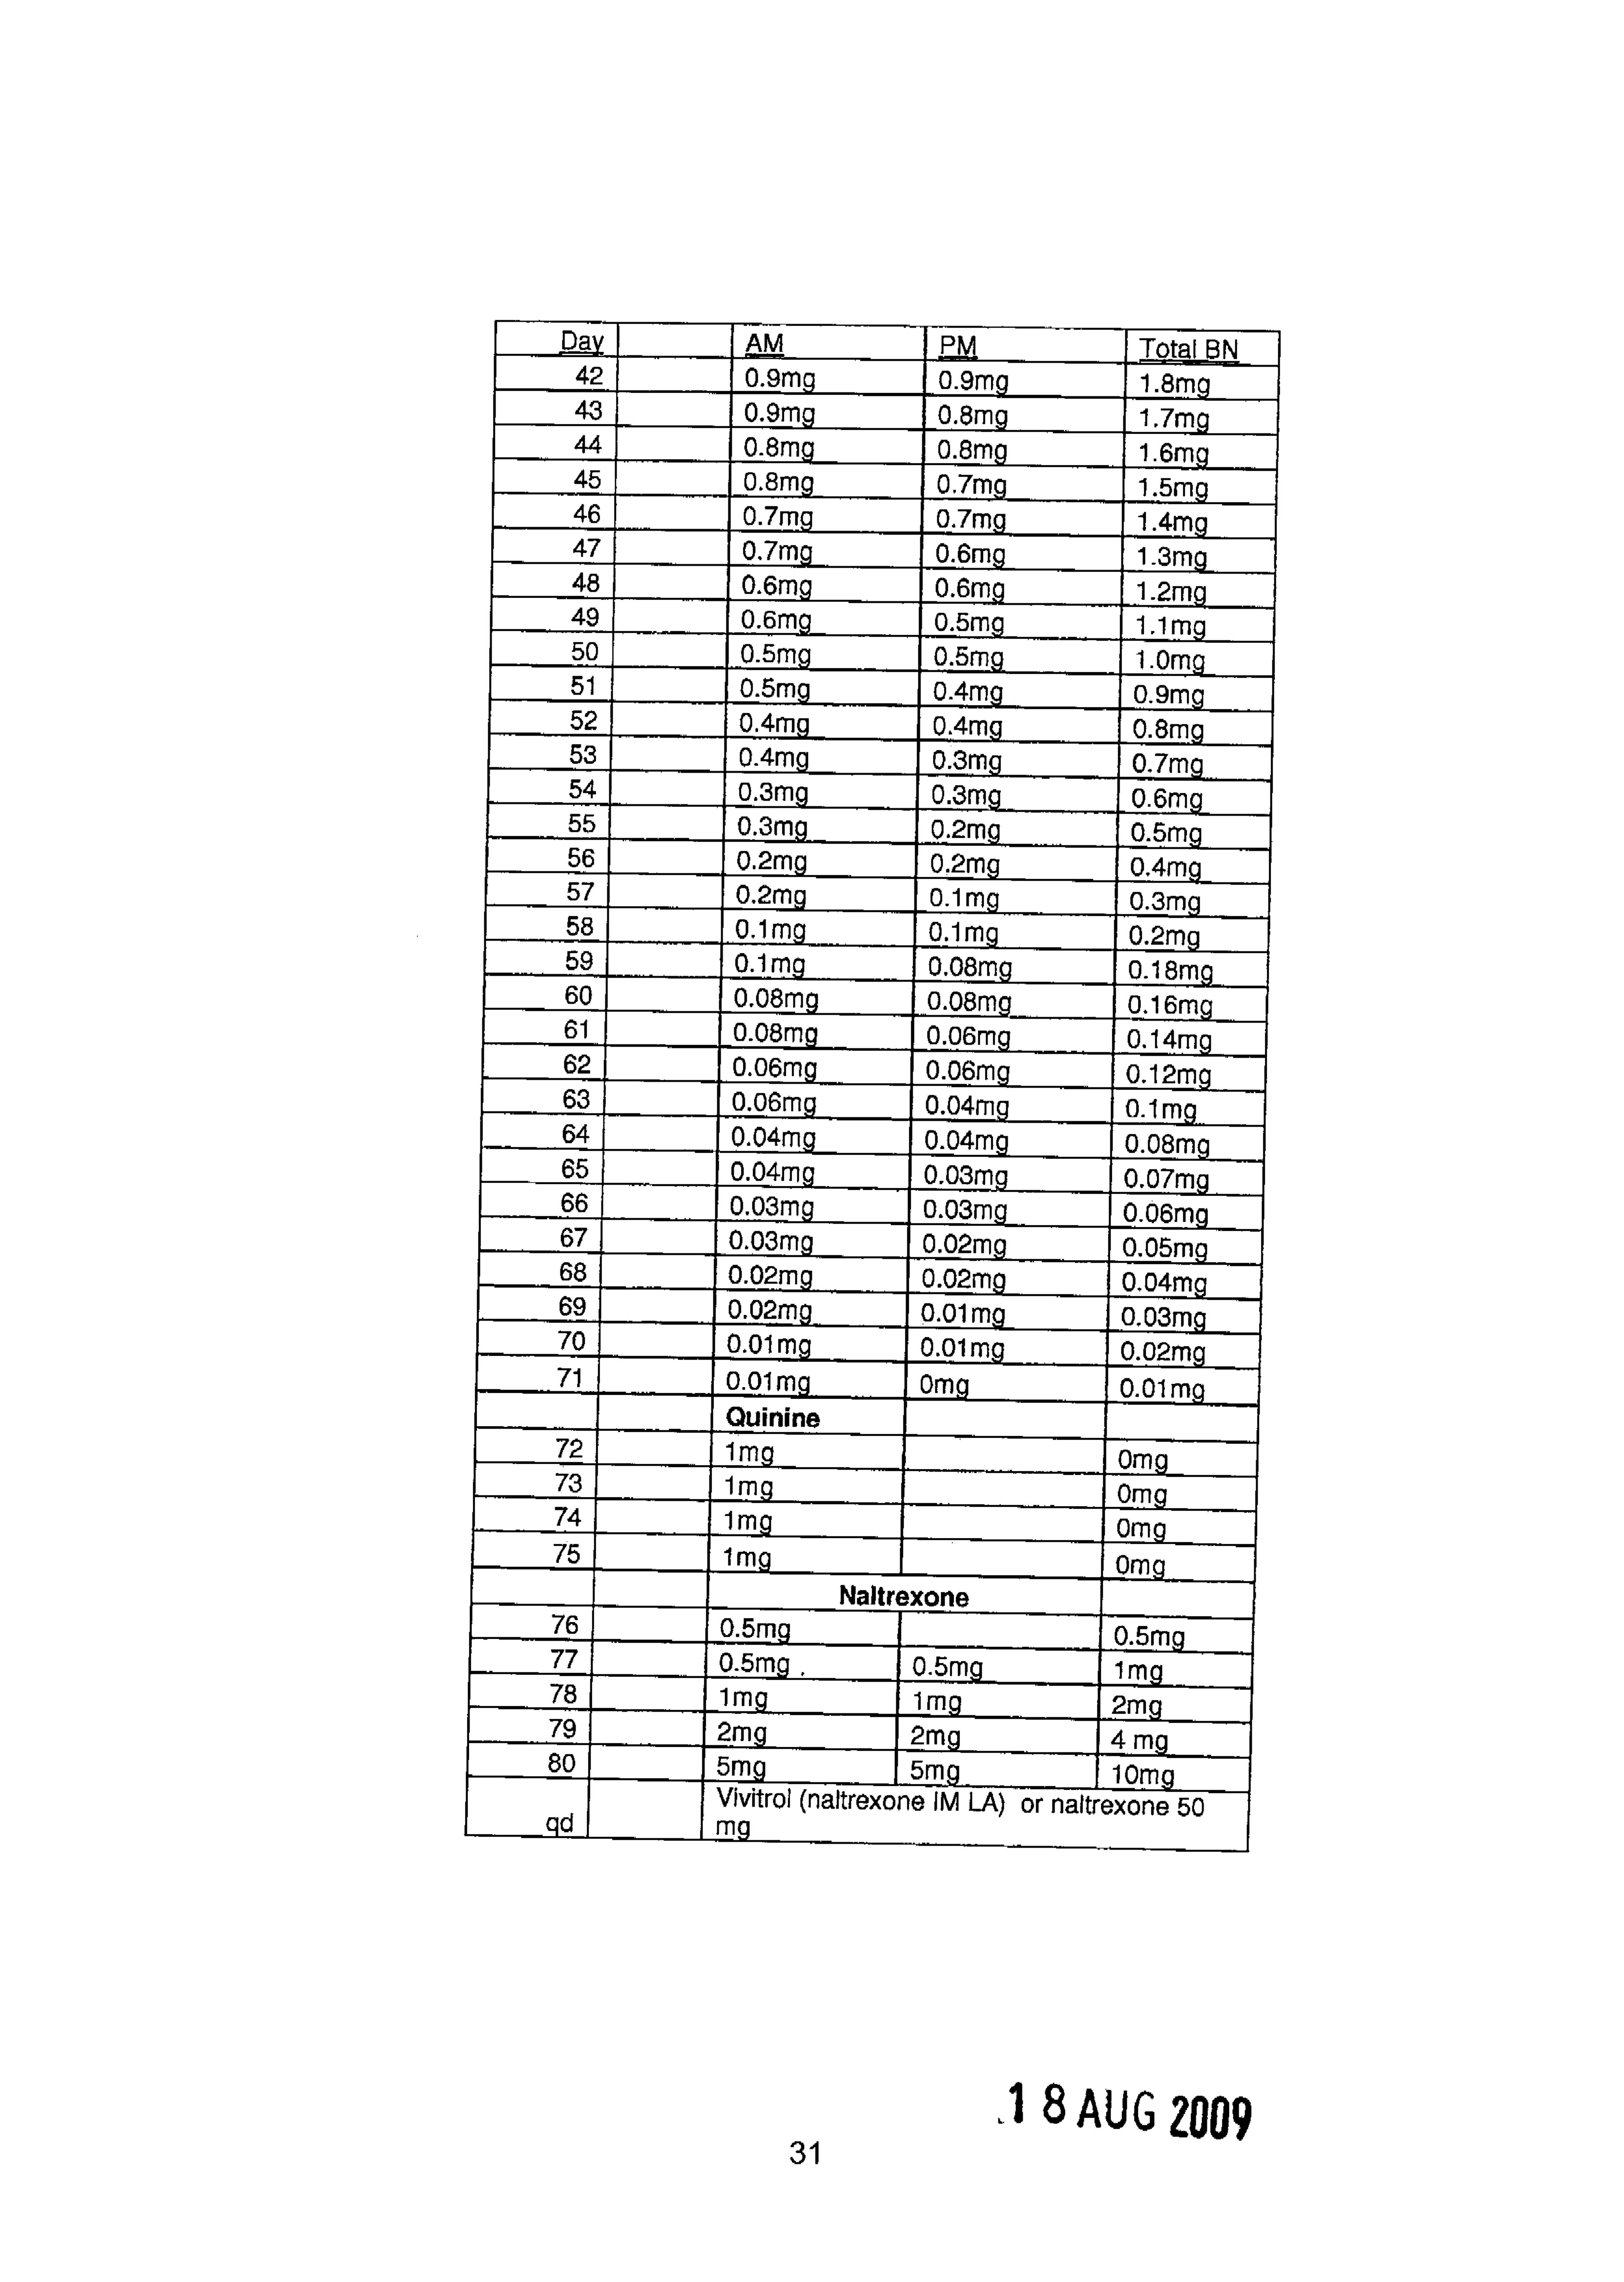 Day AM PM Total BN
42 0.9mg 0.9mg 1.8mg
43 0.9mg 0.8mg 1.7mg
44 0.8mg 0.8mg 1.6mg
45 0.8mg 0.7mg 1.5mg
46 0.7mg 0.7mg 1.4mg
47 0.7mg 0.6mg 1.3mg
48 0.6mg 0.6mg 1.2mg
49 0.6mg 0.5mg 1.1mg
50 0.5mg 0.5mg 1.0mg
51 0.5mg 0.4mg 0.9mg
52 0.4mg 0.4mg 0.8mg
53 0.4mg 0.3mg 0.7mg
54 0.3mg 0.3mg 0.6mg
55 0.3mg 0.2mg 0.5mg
56 0.2mg 0.2mg 0.4mg
57 0.2mg 0.1mg 0.3mg
58 0.1mg 0.1mg 0.2mg
59 0.1mg 0.08mg 0.18mg
60 0.08mg 0.08mg 0.16mg
61 0.08mg 0.06mg 0.14mg
62 0.06mg 0.06mg 0.12mg
63 0.06mg 0.04mg 0.1mg
64 0.04mg 0.04mg 0.08mg
65 0.04mg 0.03mg 0.07mg
66 0.03mg 0.03mg 0.06mg
67 0.03mg 0.02mg 0.05mg
68 0.02mg 0.02mg 0.04mg
69 0.02mg 0.01mg 0.03mg
70 0.01mg 0.01mg 0.02mg
71 0.01mg 0mg 0.01mg
Quinine
72 1mg 0mg
73 1mg 0mg
74 1mg 0mg
75 1mg 0mg
Naltrexone
76 0.5mg 0.5mg
77 0.5mg 0.5mg 1mg
78 1mg 1mg 2mg
79 2mg 2mg 4 mg
80 5mg 5mg 10mg
Vivitrol (naltrexone IM LA) or naltrexone 50
qd mg
18 AUG 2009
31